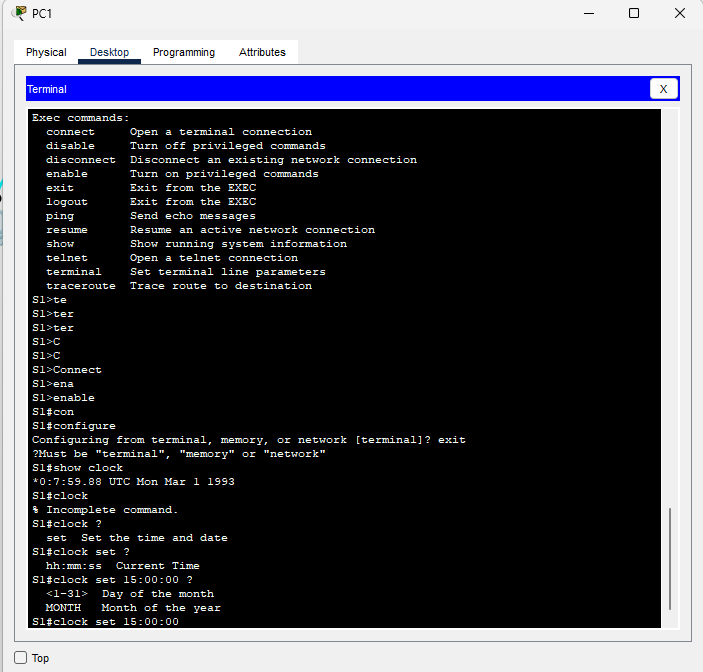 PC1
Physical Desktop Programming Attributes
Terminal X
Exec commands:
  connect     Open a terminal connection
  disable     Turn off privileged commands
  disconnect  Disconnect an existing network connection
  enable      Turn on privileged commands
  exit        Exit from the EXEC
  logout      Exit from the EXEC
  ping        Send echo messages
  resume      Resume an active network connection
  show        Show running system information
  telnet      Open a telnet connection
  terminal    Set terminal line parameters
  traceroute  Trace route to destination
S1>te
S1>ter
S1>ter
S1>C
S1>C
S1>Connect
S1>ena
S1>enable
S1#con
S1#configure
Configuring from terminal, memory, or network [terminal]? exit
?Must be "terminal", "memory" or "network"
S1#show clock
*0:7:59.88 UTC Mon Mar 1 1993
S1#clock
% Incomplete command.
S1#clock ?
  set  Set the time and date
S1#clock set ?
  hh:mm:ss  Current Time
S1#clock set 15:00:00 ?
  <1-31>  Day of the month
  MONTH   Month of the year
S1#clock set 15:00:00
Top